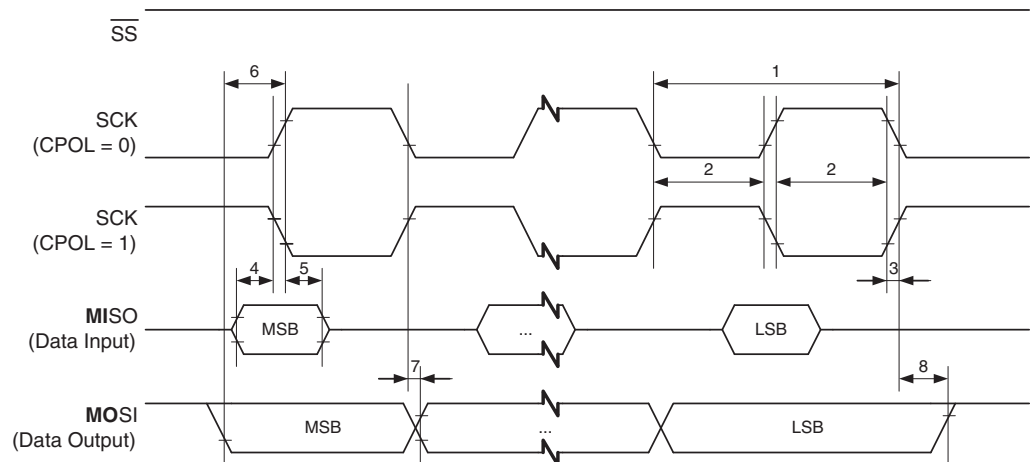 SS
6
1
SCK
(CPOL = 0)
2
2
SCK
(CPOL = 1)
4
5
3
MISO
(Data Input)
MSB
...
LSB
7
8
MOSI
(Data Output)
MSB
...
LSB